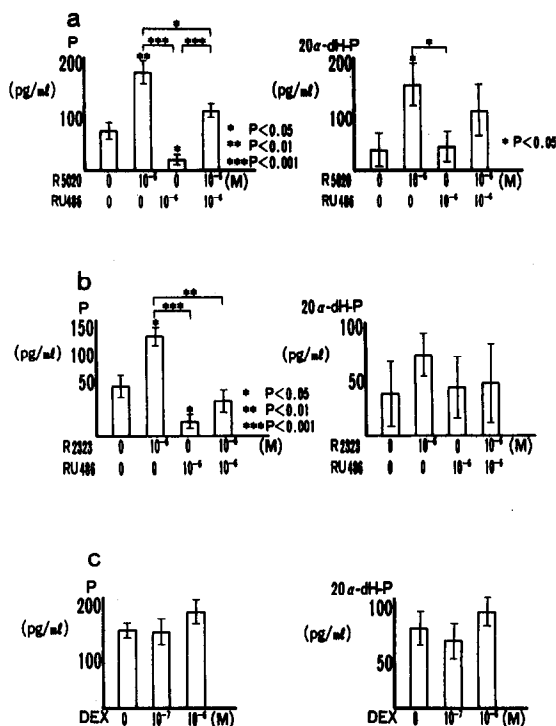 a
P
200
(pg/ml)
100
*
*** ***
**
*
* P<0.05
** P<0.01
*** P<0.001
R5020 0 10⁻⁶ 0 10⁻⁶ (M)
RU486 0 0 10⁻⁶ 10⁻⁶
20α-dH-P
200
(pg/ml)
100
*
*
* P<0.05
0 10⁻⁶ 0 10⁻⁶
0 0 10⁻⁶ 10⁻⁶
b
P
150
100
(pg/ml)
50
**
***
*
*
* P<0.05
** P<0.01
*** P<0.001
R2323 0 10⁻⁶ 0 10⁻⁶ (M)
RU486 0 0 10⁻⁶ 10⁻⁶
20α-dH-P
100
(pg/ml)
50
0 10⁻⁶ 0 10⁻⁶ (M)
0 0 10⁻⁶ 10⁻⁶
c
P
200
(pg/ml)
100
DEX 0 10⁻⁷ 10⁻⁶ (M)
20α-dH-P
100
(pg/ml)
50
DEX 0 10⁻⁷ 10⁻⁶ (M)